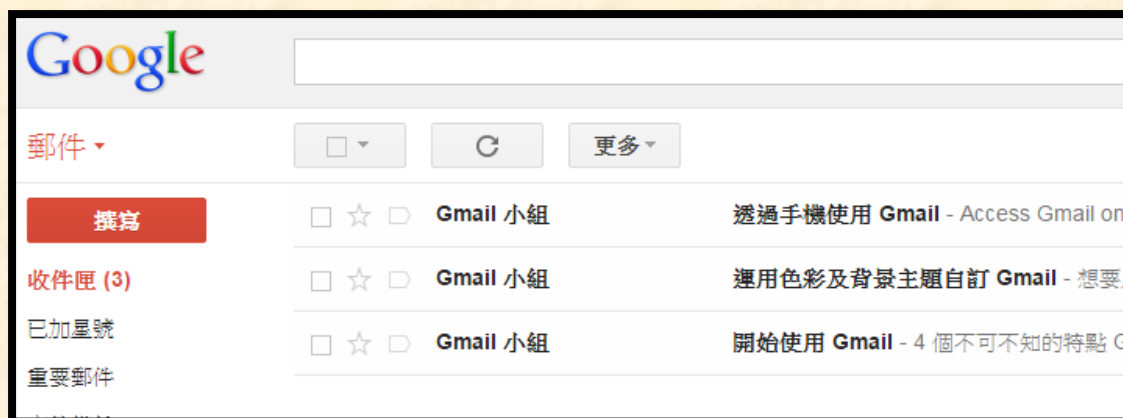 Google
郵件
更多
撰寫
Gmail 小組
透過手機使用 Gmail - Access Gmail on
收件匣 (3)
Gmail 小組
運用色彩及背景主題自訂 Gmail - 想要
已加星號
Gmail 小組
開始使用 Gmail - 4 個不可不知的特點
重要郵件